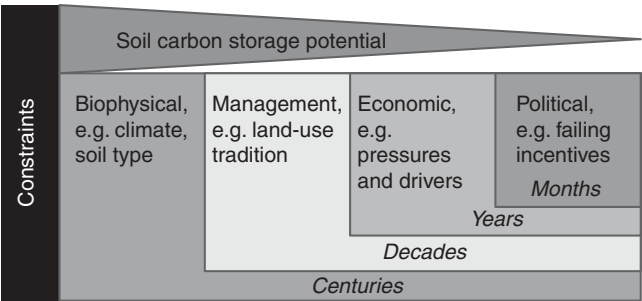 Soil carbon storage potential
Constraints
Biophysical,
e.g. climate,
soil type
Management,
e.g. land-use
tradition
Economic,
e.g.
pressures
and drivers
Political,
e.g. failing
incentives
Months
Years
Decades
Centuries